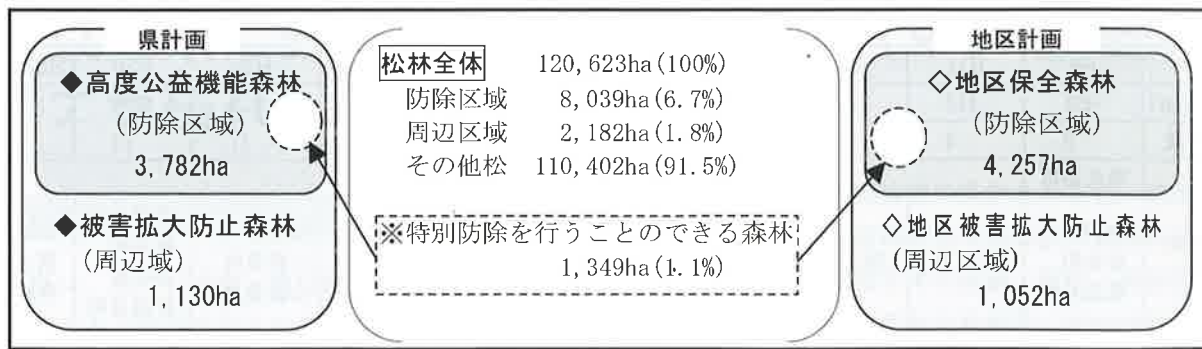 県計画
◆高度公益機能森林
(防除区域)
3,782ha
◆被害拡大防止森林
(周辺域)
1,130ha
松林全体 120,623ha(100%)
防除区域 8,039ha(6.7%)
周辺区域 2,182ha(1.8%)
その他松 110,402ha(91.5%)
※特別防除を行うことのできる森林
1,349ha(1.1%)
地区計画
◇地区保全森林
(防除区域)
4,257ha
◇地区被害拡大防止森林
(周辺区域)
1,052ha